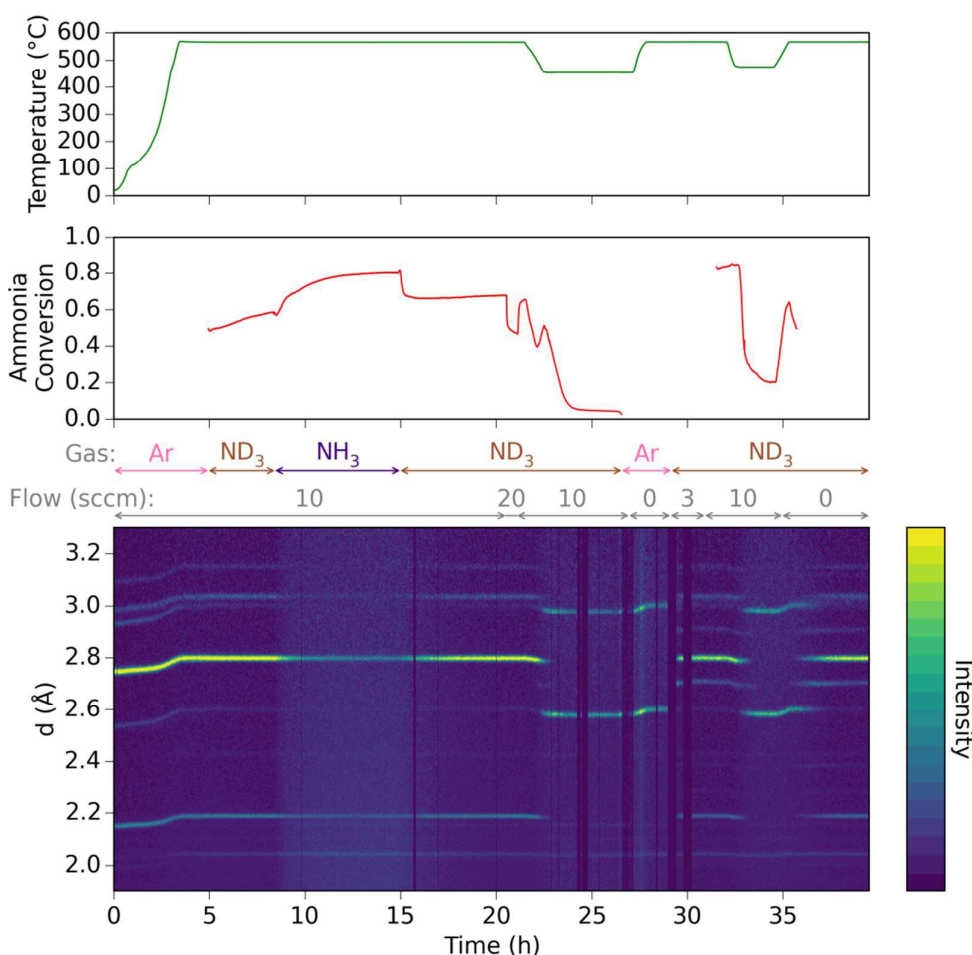 Temperature (°C)
600
500
400
300
200
100
0
Ammonia
Conversion
1.0
0.8
0.6
0.4
0.2
0.0
Gas: Ar ND3 NH3 ND3 Ar ND3
Flow (sccm): 10 20 10 0 3 10 0
d (Å)
3.2
3.0
2.8
2.6
2.4
2.2
2.0
0 5 10 15 20 25 30 35
Time (h)
Intensity